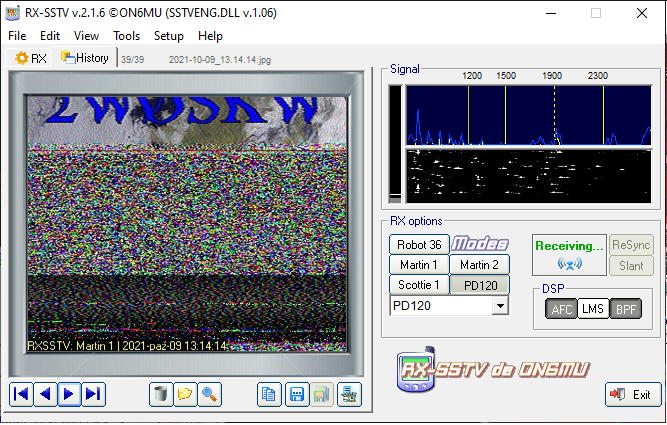 RX-SSTV v.2.1.6 ©ON6MU (SSTVENG.DLL v.1.06)
File Edit View Tools Setup Help
RX History 39/39 2021-10-09_13.14.14.jpg
RXSSTV: Martin 1 | 2021-paź-09 13:14:14
Signal
1200 1500 1900 2300
RX options
Robot 36 Modes
Martin 1 Martin 2
Scottie 1 PD120
PD120
Receiving...
ReSync
Slant
DSP
AFC LMS BPF
RX-SSTV de ON6MU
Exit